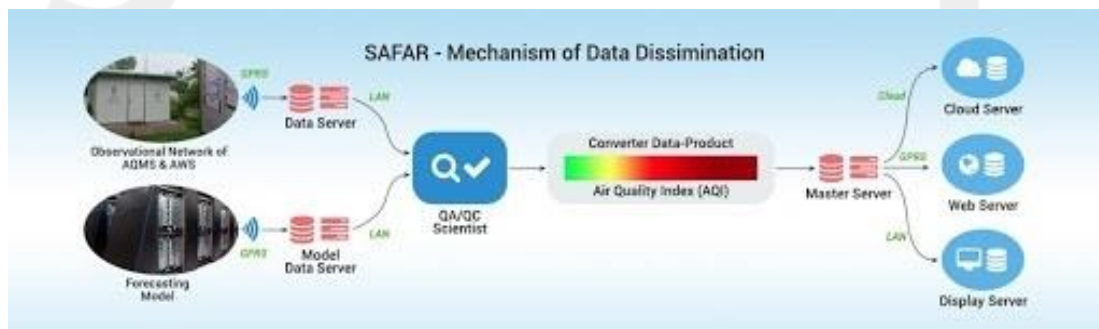 SAFAR - Mechanism of Data Dissimination
GPRS
Observational Network of
AQMS & AWS
Data Server
LAN
Forecasting
Model
GPRS
Model
Data Server
LAN
QA/QC
Scientist
Converter Data-Product
Air Quality Index (AQI)
Master Server
Cloud
Cloud Server
GPRS
Web Server
LAN
Display Server